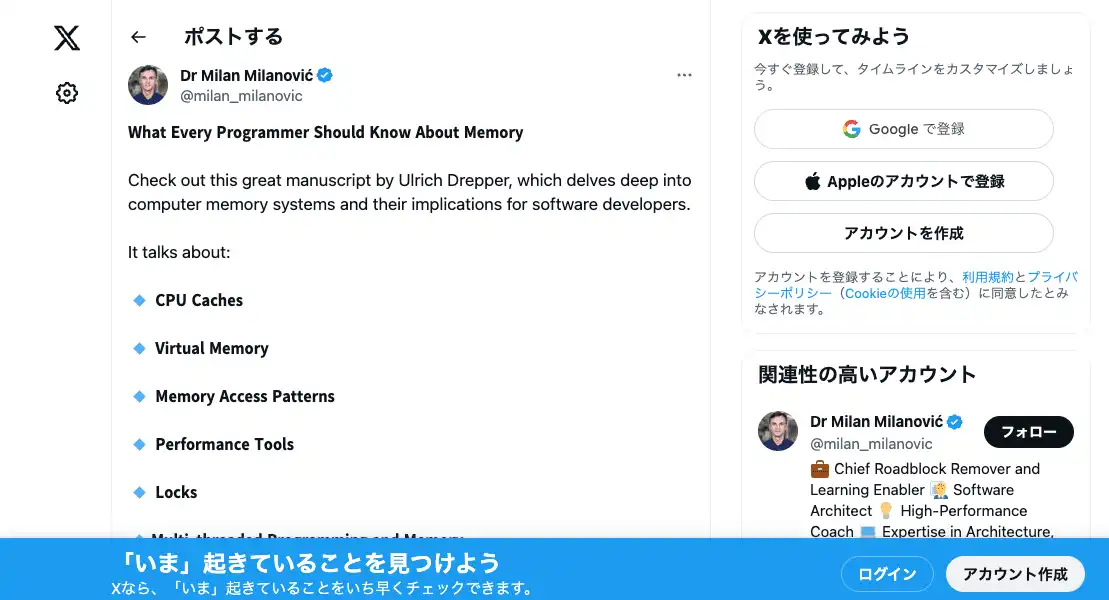 ポストする
Dr Milan Milanović
@milan_milanovic
What Every Programmer Should Know About Memory
Check out this great manuscript by Ulrich Drepper, which delves deep into
computer memory systems and their implications for software developers.
It talks about:
CPU Caches
Virtual Memory
Memory Access Patterns
Performance Tools
Locks
Multi-threaded Programming and Memory
Xを使ってみよう
今すぐ登録して、タイムラインをカスタマイズしましょ
う。
Google で登録
Appleのアカウントで登録
アカウントを作成
アカウントを登録することにより、利用規約とプライバ
シーポリシー（Cookieの使用を含む）に同意したとみ
なされます。
関連性の高いアカウント
Dr Milan Milanović
@milan_milanovic
フォロー
Chief Roadblock Remover and
Learning Enabler Software
Architect High-Performance
Coach Expertise in Architecture,
「いま」起きていることを見つけよう
Xなら、「いま」起きていることをいち早くチェックできます。
ログイン
アカウント作成